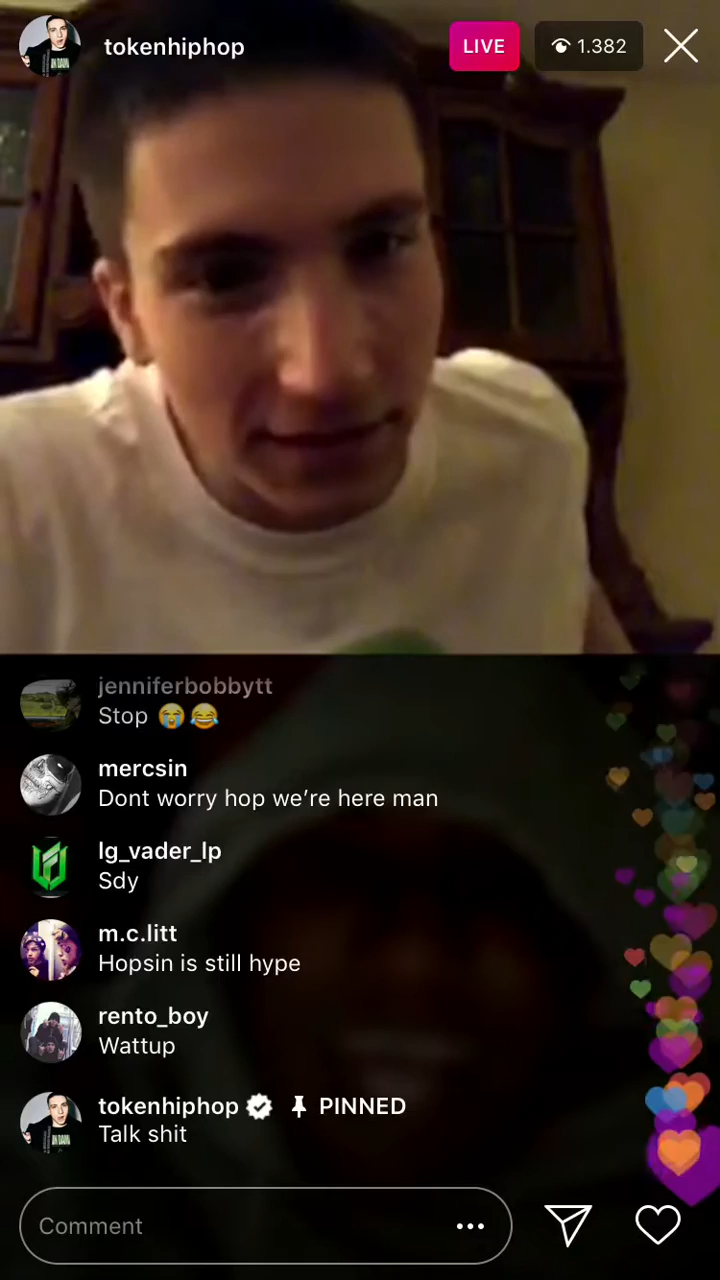 tokenhiphop
LIVE
1.382
jenniferbobbytt
Stop 😭😂
mercsin
Dont worry hop we're here man
lg_vader_lp
Sdy
m.c.litt
Hopsin is still hype
rento_boy
Wattup
tokenhiphop PINNED
Talk shit
Comment